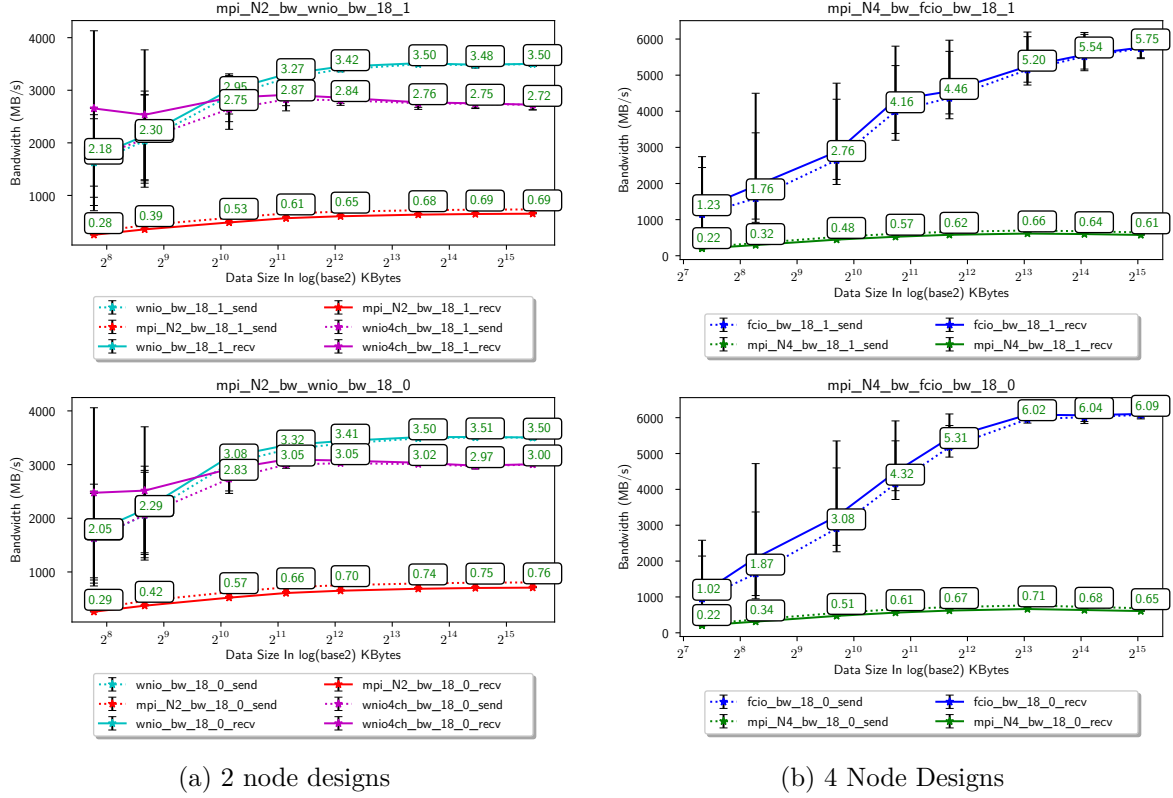 mpi_N2_bw_wnio_bw_18_1
4000
3000
2000
1000
Bandwidth (MB/s)
2.18
2.30
2.95
2.75
3.27
2.87
3.42
2.84
3.50
2.76
3.48
2.75
3.50
2.72
0.28
0.39
0.53
0.61
0.65
0.68
0.69
0.69
2^8 2^9 2^10 2^11 2^12 2^13 2^14 2^15
Data Size In log(base2) KBytes
wnio_bw_18_1_send
mpi_N2_bw_18_1_send
wnio_bw_18_1_recv
mpi_N2_bw_18_1_recv
wnio4ch_bw_18_1_send
wnio4ch_bw_18_1_recv
mpi_N4_bw_fcio_bw_18_1
6000
5000
4000
3000
2000
1000
0
Bandwidth (MB/s)
1.23
1.76
2.76
4.16
4.46
5.20
5.54
5.75
0.22
0.32
0.48
0.57
0.62
0.66
0.64
0.61
2^7 2^8 2^9 2^10 2^11 2^12 2^13 2^14 2^15
Data Size In log(base2) KBytes
fcio_bw_18_1_send
mpi_N4_bw_18_1_send
fcio_bw_18_1_recv
mpi_N4_bw_18_1_recv
mpi_N2_bw_wnio_bw_18_0
4000
3000
2000
1000
Bandwidth (MB/s)
2.05
2.29
3.08
2.83
3.32
3.05
3.41
3.05
3.50
3.02
3.51
2.97
3.50
3.00
0.29
0.42
0.57
0.66
0.70
0.74
0.75
0.76
2^8 2^9 2^10 2^11 2^12 2^13 2^14 2^15
Data Size In log(base2) KBytes
wnio_bw_18_0_send
mpi_N2_bw_18_0_send
wnio_bw_18_0_recv
mpi_N2_bw_18_0_recv
wnio4ch_bw_18_0_send
wnio4ch_bw_18_0_recv
mpi_N4_bw_fcio_bw_18_0
6000
5000
4000
3000
2000
1000
0
Bandwidth (MB/s)
1.02
1.87
3.08
4.32
5.31
6.02
6.04
6.09
0.22
0.34
0.51
0.61
0.67
0.71
0.68
0.65
2^7 2^8 2^9 2^10 2^11 2^12 2^13 2^14 2^15
Data Size In log(base2) KBytes
fcio_bw_18_0_send
mpi_N4_bw_18_0_send
fcio_bw_18_0_recv
mpi_N4_bw_18_0_recv
(a) 2 node designs
(b) 4 Node Designs